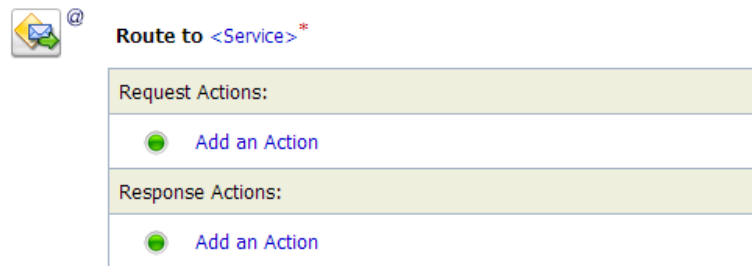 @
Route to <Service>*
Request Actions:
Add an Action
Response Actions:
Add an Action